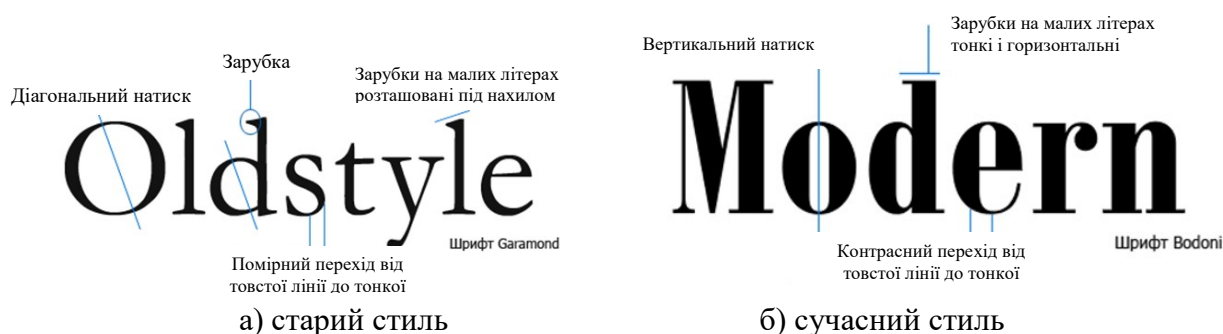 Зарубка
Діагональний натиск
Зарубки на малих літерах
розташовані під нахилом
Oldstyle
Шрифт Garamond
Помірний перехід від
товстої лінії до тонкої
а) старий стиль
Вертикальний натиск
Зарубки на малих літерах
тонкі і горизонтальні
Modern
Шрифт Bodoni
Контрасний перехід від
товстої лінії до тонкої
б) сучасний стиль